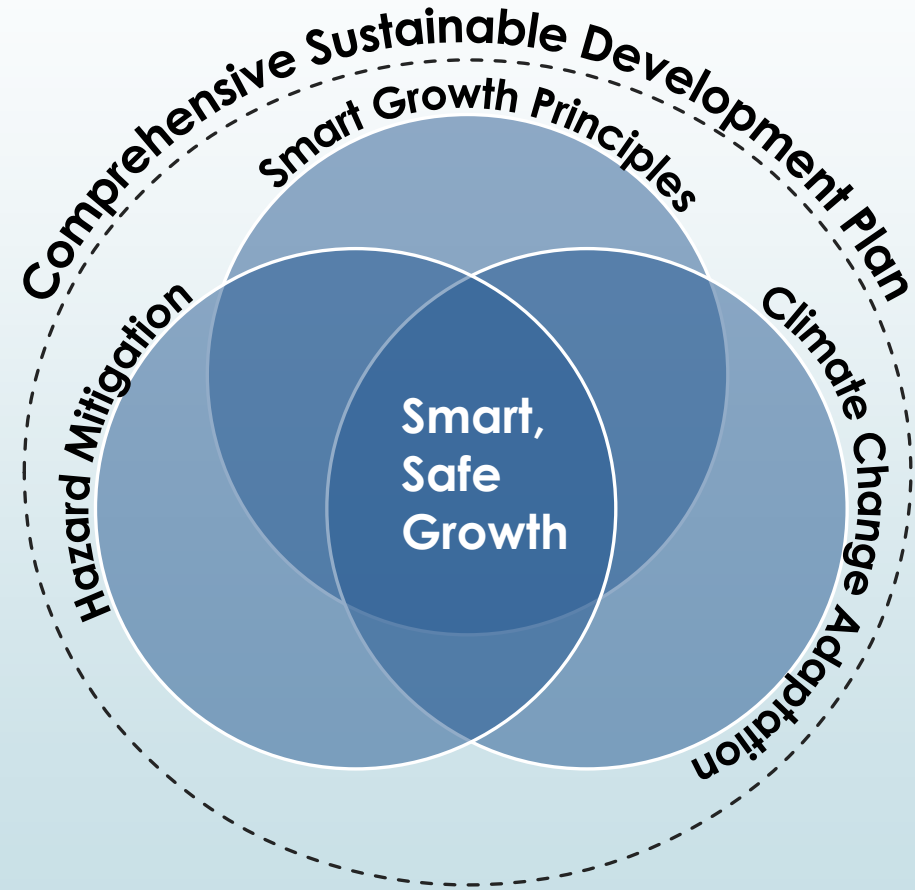 Comprehensive Sustainable Development Plan
Smart Growth Principles
Hazard Mitigation
Climate Change Adaptation
Smart,
Safe
Growth